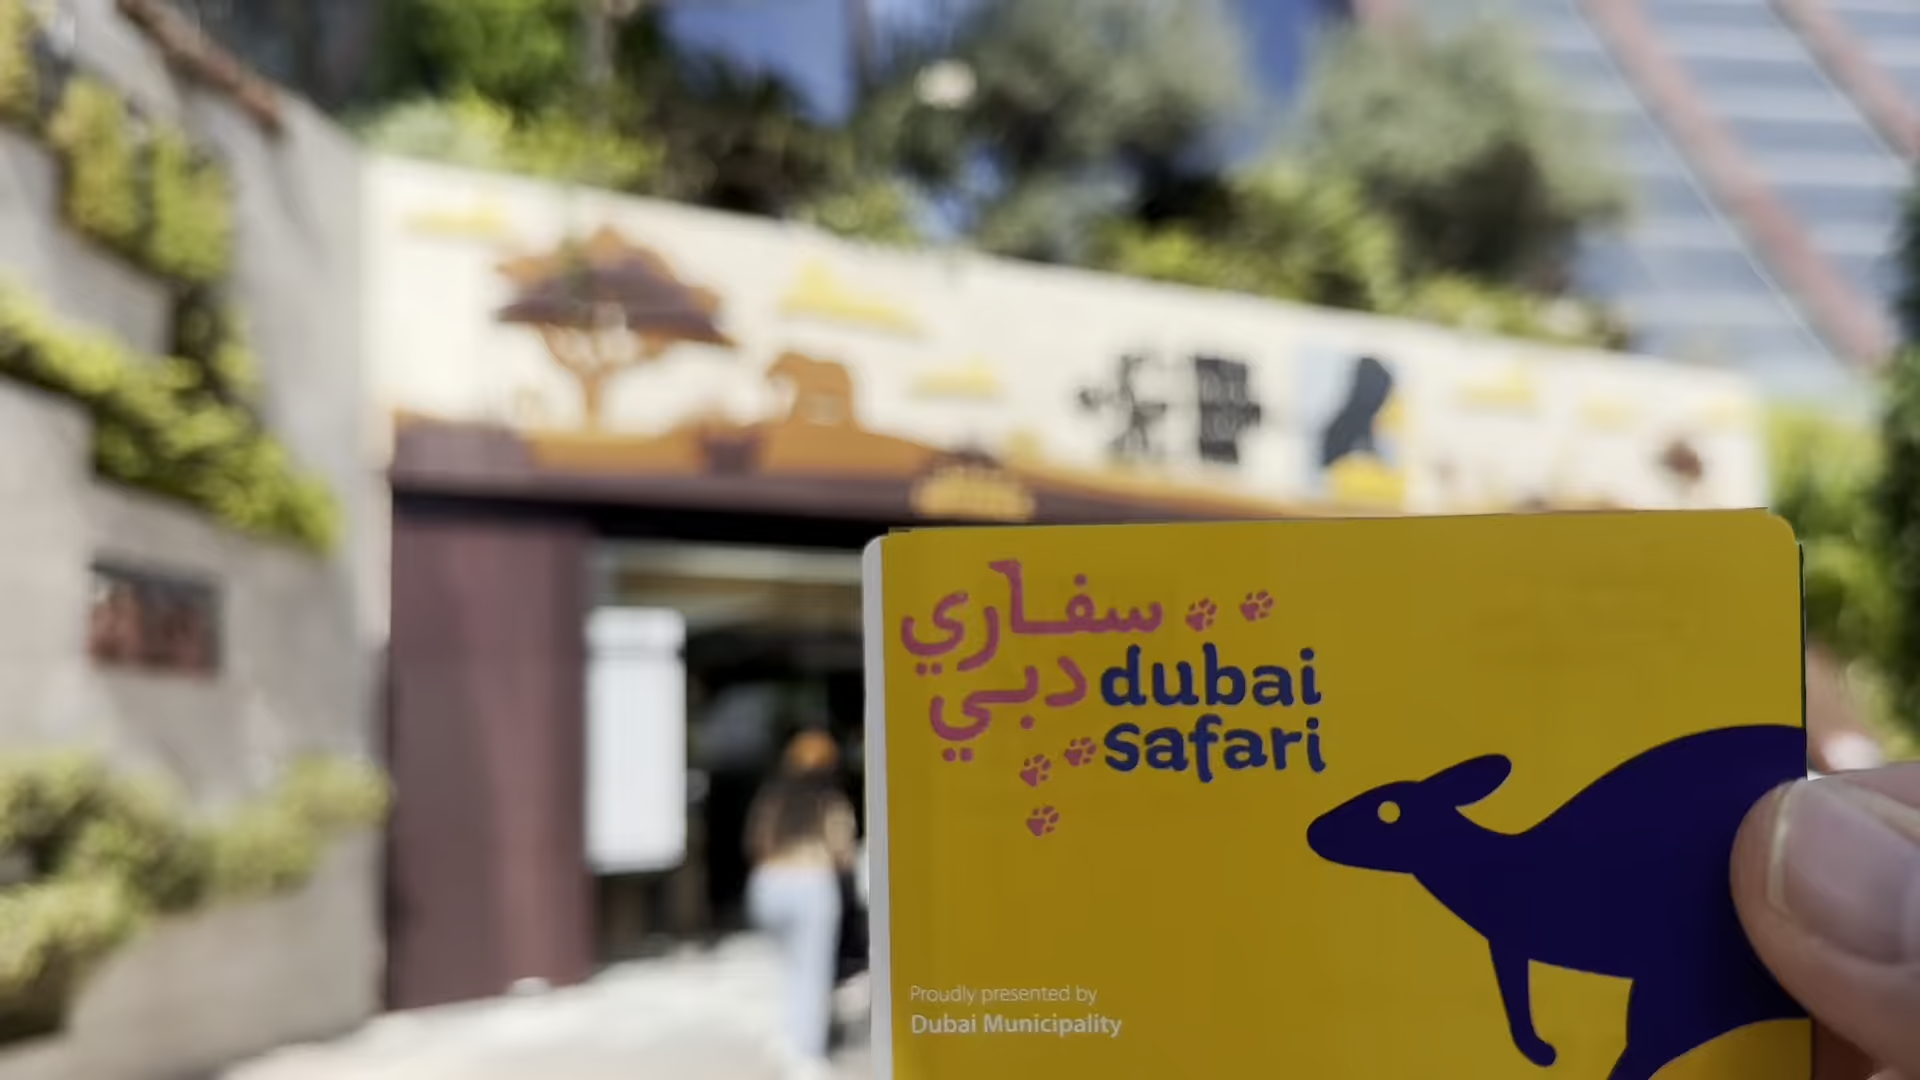 سفاري
دبي
dubai
safari
Proudly presented by
Dubai Municipality